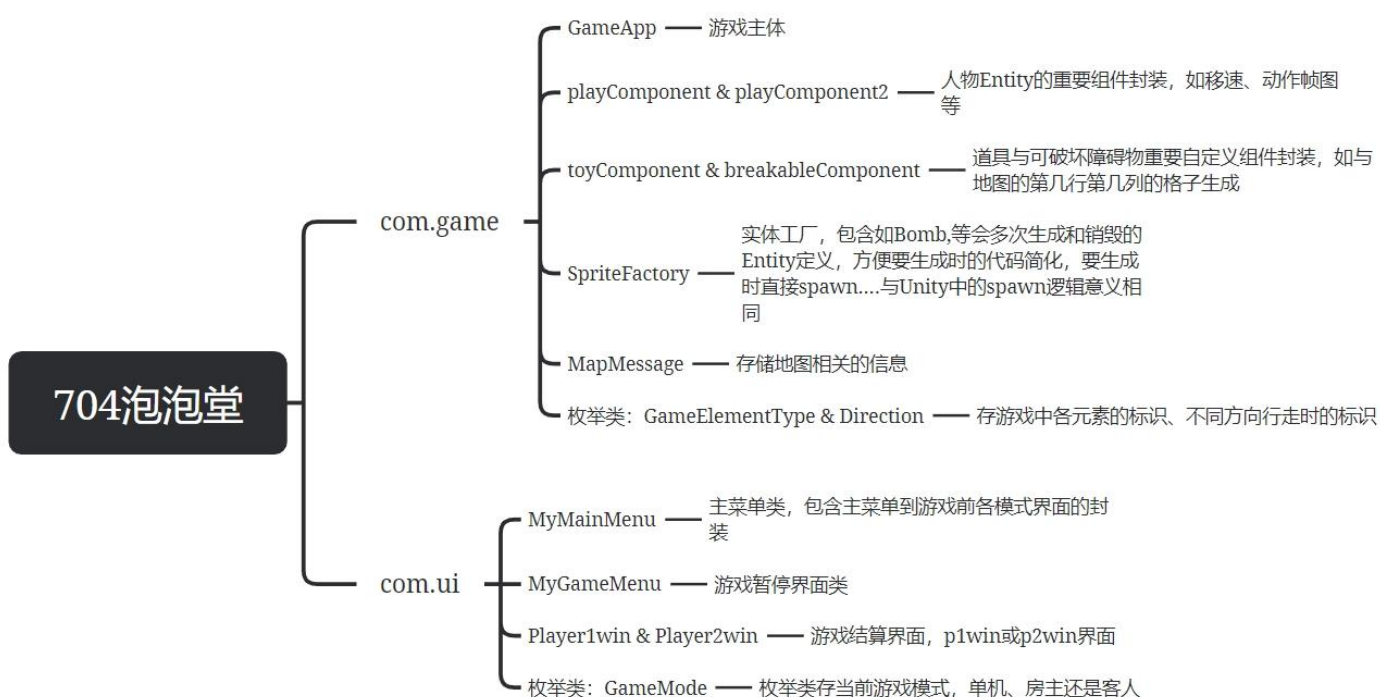 704泡泡堂
com.game
GameApp
游戏主体
playComponent & playComponent2
人物Entity的重要组件封装，如移速、动作帧图
等
toyComponent & breakableComponent
道具与可破坏障碍物重要自定义组件封装，如与
地图的第几行第几列的格子生成
SpriteFactory
实体工厂，包含如Bomb,等会多次生成和销毁的
Entity定义，方便要生成时的代码简化，要生成
时直接spawn....与Unity中的spawn逻辑意义相
同
MapMessage
存储地图相关的信息
枚举类：GameElementType & Direction
存游戏中各元素的标识、不同方向行走时的标识
com.ui
MyMainMenu
主菜单类，包含主菜单到游戏前各模式界面的封
装
MyGameMenu
游戏暂停界面类
Player1win & Player2win
游戏结算界面，p1win或p2win界面
枚举类：GameMode
枚举类存当前游戏模式，单机、房主还是客人